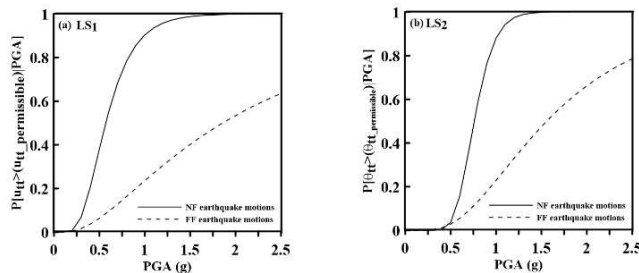 (a) LS1
P[utt>(utt_permissible)|PGA]
1
0.8
0.6
0.4
0.2
0
0 0.5 1.0 1.5 2 2.5
NF earthquake motions
FF earthquake motions
PGA (g)
(b) LS2
P[θtt>(θtt_permissible)|PGA]
1
0.8
0.6
0.4
0.2
0
0 0.5 1.0 1.5 2 2.5
NF earthquake motions
FF earthquake motions
PGA (g)